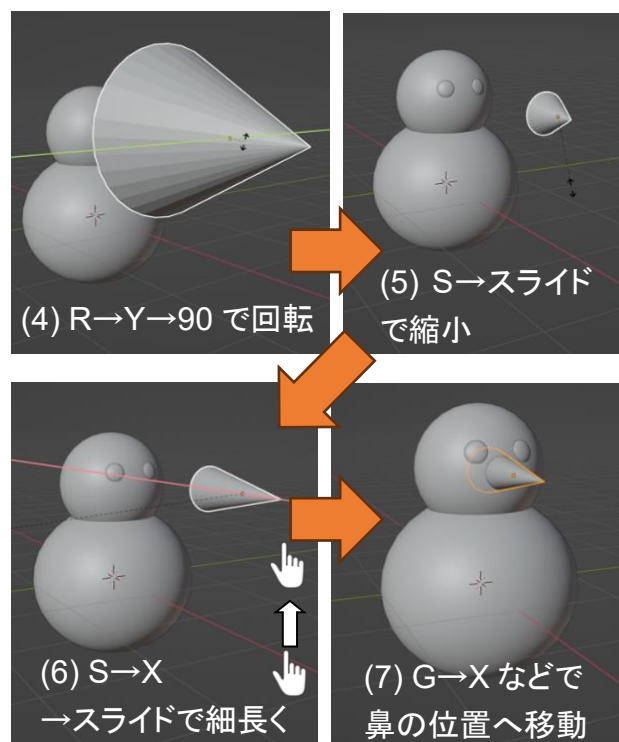 (4) R→Y→90 で回転
(5) S→スライド
で縮小
(6) S→X
→スライドで細長く
(7) G→X などで
鼻の位置へ移動